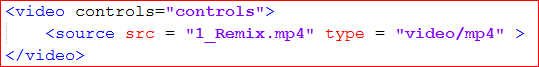 <video controls="controls">
<source src = "1_Remix.mp4" type = "video/mp4" >
</video>